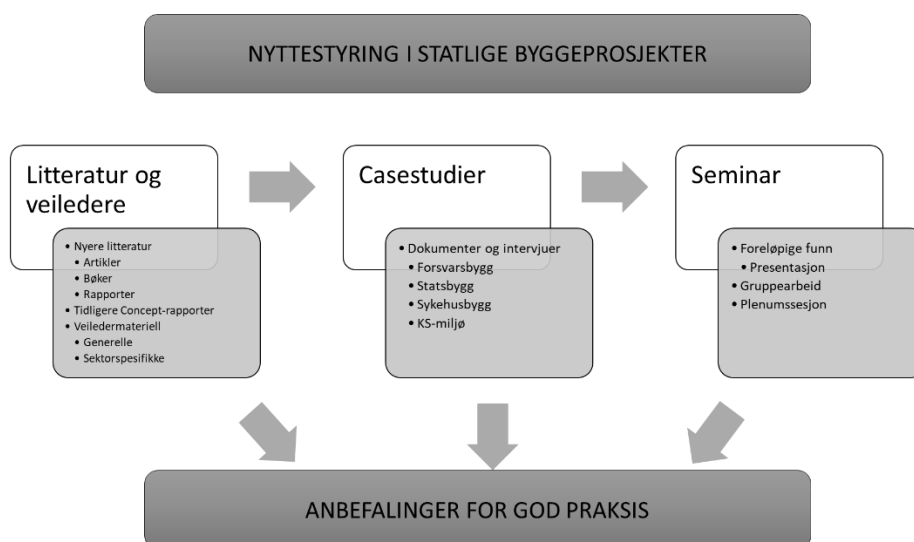 NYTTESTYRING I STATLIGE BYGGEPROSJEKTER
Litteratur og
veiledere
• Nyere litteratur
• Artikler
• Bøker
• Rapporter
• Tidligere Concept-rapporter
• Veiledermateriell
• Generelle
• Sektorspesifikke
Casestudier
• Dokumenter og intervjuer
• Forsvarsbygg
• Statsbygg
• Sykehusbygg
• KS-miljø
Seminar
• Foreløpige funn
• Presentasjon
• Gruppearbeid
• Plenumssesjon
ANBEFALINGER FOR GOD PRAKSIS